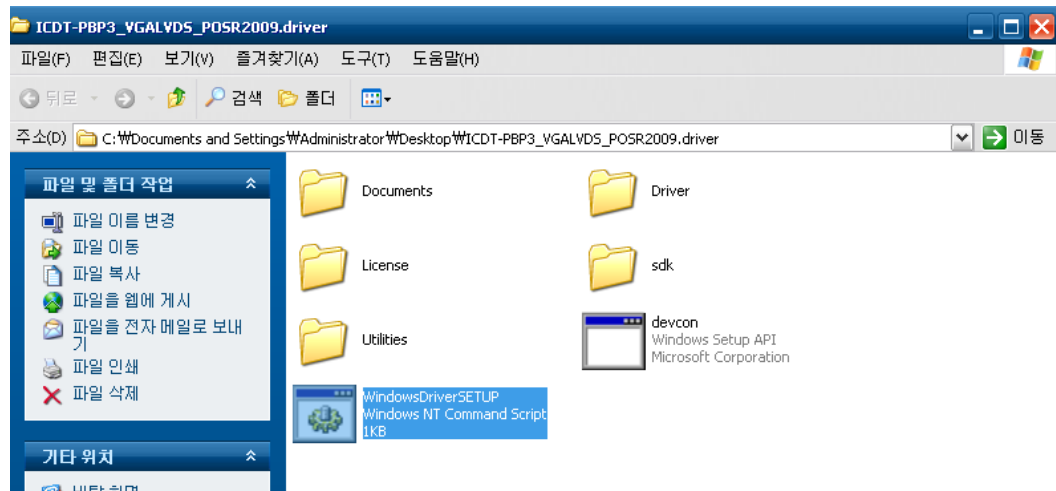 ICDT-PBP3_VGALVDS_POSR2009.driver
파일(F) 편집(E) 보기(V) 즐겨찾기(A) 도구(T) 도움말(H)
뒤로 검색 폴더
주소(D) C:₩Documents and Settings₩Administrator₩Desktop₩ICDT-PBP3_VGALVDS_POSR2009.driver 이동
파일 및 폴더 작업
파일 이름 변경
파일 이동
파일 복사
파일을 웹에 게시
파일을 전자 메일로 보내
기
파일 인쇄
파일 삭제
기타 위치
바탕 화면
Documents
Driver
License
sdk
Utilities
devcon
Windows Setup API
Microsoft Corporation
WindowsDriverSETUP
Windows NT Command Script
1KB